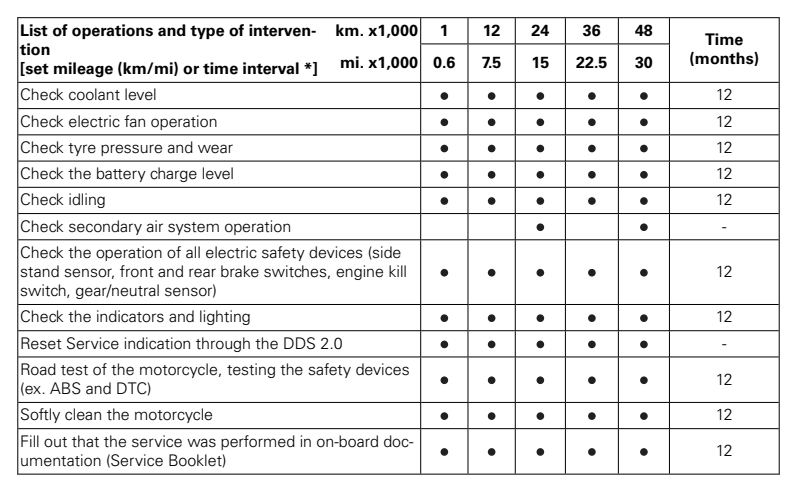 List of operations and type of interven- km. x1,000 1 12 24 36 48 Time
tion
[set mileage (km/mi) or time interval *] mi. x1,000 0.6 7.5 15 22.5 30 (months)
Check coolant level ● ● ● ● ● 12
Check electric fan operation ● ● ● ● ● 12
Check tyre pressure and wear ● ● ● ● ● 12
Check the battery charge level ● ● ● ● ● 12
Check idling ● ● ● ● ● 12
Check secondary air system operation ● ● -
Check the operation of all electric safety devices (side
stand sensor, front and rear brake switches, engine kill ● ● ● ● ● 12
switch, gear/neutral sensor)
Check the indicators and lighting ● ● ● ● ● 12
Reset Service indication through the DDS 2.0 ● ● ● ● ● -
Road test of the motorcycle, testing the safety devices
(ex. ABS and DTC) ● ● ● ● ● 12
Softly clean the motorcycle ● ● ● ● ● 12
Fill out that the service was performed in on-board doc-
umentation (Service Booklet) ● ● ● ● ● 12